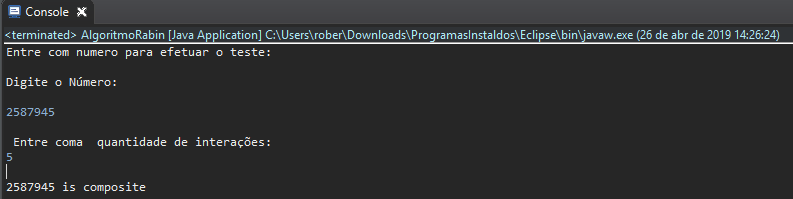 Console
<terminated> AlgoritmoRabin [Java Application] C:\Users\rober\Downloads\ProgramasInstaldos\Eclipse\bin\javaw.exe (26 de abr de 2019 14:26:24)
Entre com numero para efetuar o teste:
Digite o Número:
2587945
Entre coma  quantidade de interações:
5
2587945 is composite